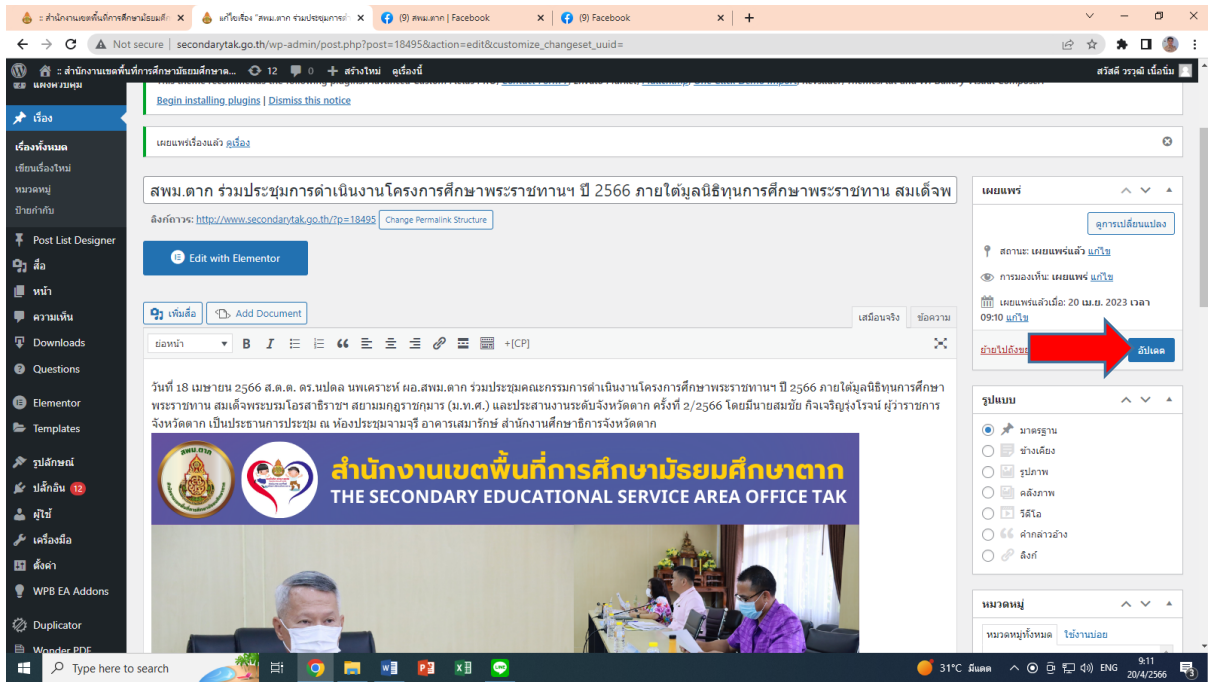 :: สำนักงานเขตพื้นที่การศึกษามัธยมศึก
แก้ไขเรื่อง "สพม.ตาก ร่วมประชุมการดำ
(9) สพม.ตาก | Facebook
(9) Facebook
Not secure | secondarytak.go.th/wp-admin/post.php?post=18495&action=edit&customize_changeset_uuid=
:: สำนักงานเขตพื้นที่การศึกษามัธยมศึกษาต... 12 0 + สร้างใหม่ ดูเรื่องนี้
สวัสดี วรวุฒิ เนื้อนิ่ม
แผงควบคุม
Begin installing plugins | Dismiss this notice
เรื่อง
เรื่องทั้งหมด
เขียนเรื่องใหม่
หมวดหมู่
ป้ายกำกับ
Post List Designer
สื่อ
หน้า
ความเห็น
Downloads
Questions
Elementor
Templates
รูปลักษณ์
ปลั๊กอิน 12
ผู้ใช้
เครื่องมือ
ตั้งค่า
WPB EA Addons
Duplicator
Wonder PDF
เผยแพร่เรื่องแล้ว ดูเรื่อง
สพม.ตาก ร่วมประชุมการดำเนินงานโครงการศึกษาพระราชทานฯ ปี 2566 ภายใต้มูลนิธิทุนการศึกษาพระราชทาน สมเด็จพ
ลิงก์ถาวร: http://www.secondarytak.go.th/?p=18495 Change Permalink Structure
Edit with Elementor
เพิ่มสื่อ Add Document
เสมือนจริง ข้อความ
ย่อหน้า B I +[CP]
วันที่ 18 เมษายน 2566 ส.ต.ต. ดร.นปดล นพเคราะห์ ผอ.สพม.ตาก ร่วมประชุมคณะกรรมการดำเนินงานโครงการศึกษาพระราชทานฯ ปี 2566 ภายใต้มูลนิธิทุนการศึกษา
พระราชทาน สมเด็จพระบรมโอรสาธิราชฯ สยามมกุฎราชกุมาร (ม.ท.ศ.) และประสานงานระดับจังหวัดตาก ครั้งที่ 2/2566 โดยมีนายสมชัย กิจเจริญรุ่งโรจน์ ผู้ว่าราชการ
จังหวัดตาก เป็นประธานการประชุม ณ ห้องประชุมจามจุรี อาคารเสมารักษ์ สำนักงานศึกษาธิการจังหวัดตาก
สำนักงานเขตพื้นที่การศึกษามัธยมศึกษาตาก
THE SECONDARY EDUCATIONAL SERVICE AREA OFFICE TAK
เผยแพร่
ดูการเปลี่ยนแปลง
สถานะ: เผยแพร่แล้ว แก้ไข
การมองเห็น: เผยแพร่ แก้ไข
เผยแพร่แล้วเมื่อ: 20 เม.ย. 2023 เวลา
09:10 แก้ไข
ย้ายไปถังขย
อัปเดต
รูปแบบ
มาตรฐาน
ข้างเคียง
รูปภาพ
คลังภาพ
วีดีโอ
คำกล่าวอ้าง
ลิงก์
หมวดหมู่
หมวดหมู่ทั้งหมด ใช้งานบ่อย
Type here to search
31°C มีแดด
ENG
9:11
20/4/2566